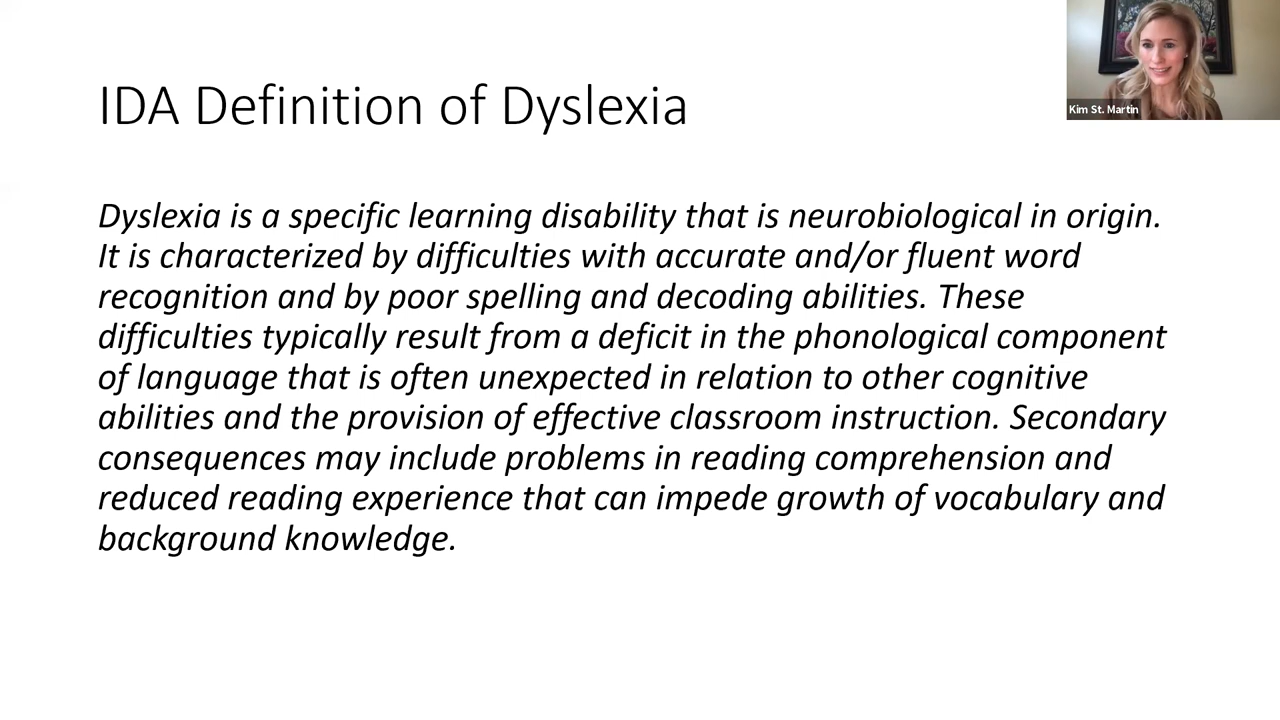 IDA Definition of Dyslexia
Kim St. Martin
Dyslexia is a specific learning disability that is neurobiological in origin.
It is characterized by difficulties with accurate and/or fluent word
recognition and by poor spelling and decoding abilities. These
difficulties typically result from a deficit in the phonological component
of language that is often unexpected in relation to other cognitive
abilities and the provision of effective classroom instruction. Secondary
consequences may include problems in reading comprehension and
reduced reading experience that can impede growth of vocabulary and
background knowledge.